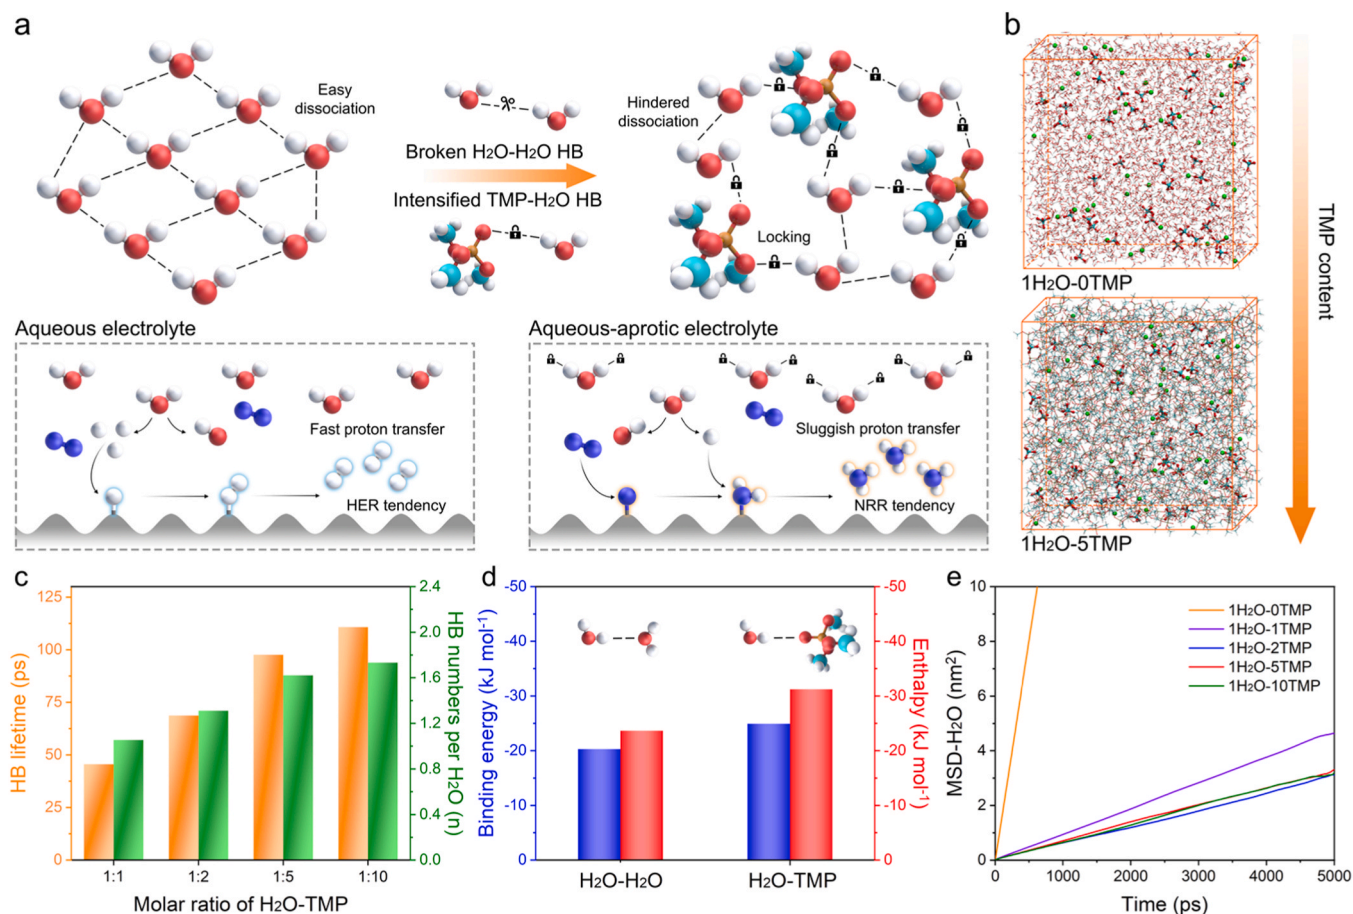 a
Easy
dissociation
Broken H2O-H2O HB
Intensified TMP-H2O HB
Hindered
dissociation
Locking
b
1H2O-0TMP
1H2O-5TMP
TMP content
Aqueous electrolyte
Fast proton transfer
HER tendency
Aqueous-aprotic electrolyte
Sluggish proton transfer
NRR tendency
c
HB lifetime (ps)
125
100
75
50
25
0
2.4
2.0
1.6
1.2
0.8
0.4
0.0
HB numbers per H2O (n)
1:1 1:2 1:5 1:10
Molar ratio of H2O-TMP
d
Binding energy (kJ mol-1)
-50
-40
-30
-20
-10
0
-50
-40
-30
-20
-10
0
Enthalpy (kJ mol-1)
H2O-H2O H2O-TMP
e
MSD-H2O (nm2)
10
8
6
4
2
0
1H2O-0TMP
1H2O-1TMP
1H2O-2TMP
1H2O-5TMP
1H2O-10TMP
0 1000 2000 3000 4000 5000
Time (ps)